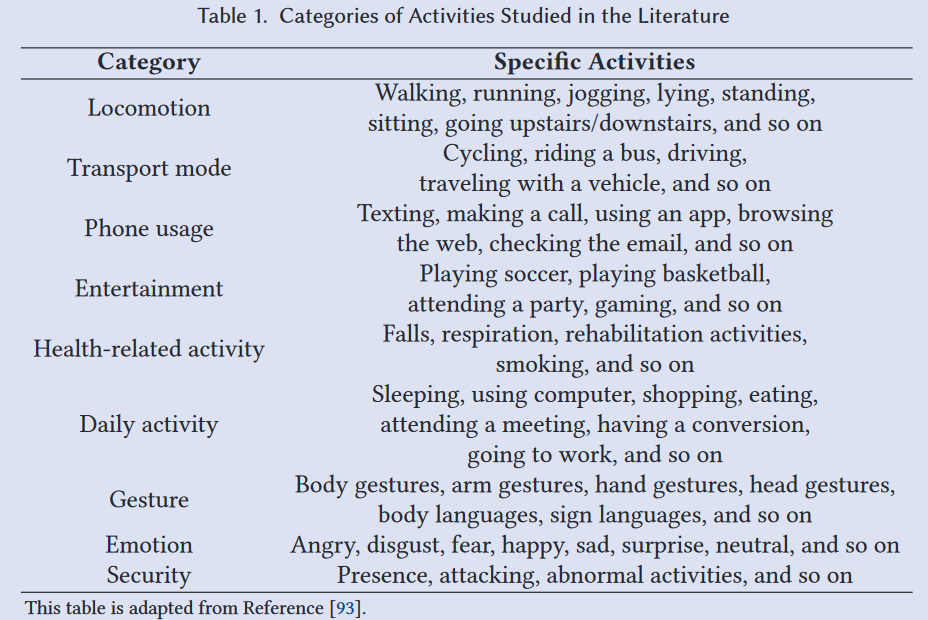 Table 1. Categories of Activities Studied in the Literature
Category Specific Activities
Locomotion Walking, running, jogging, lying, standing,
sitting, going upstairs/downstairs, and so on
Transport mode Cycling, riding a bus, driving,
traveling with a vehicle, and so on
Phone usage Texting, making a call, using an app, browsing
the web, checking the email, and so on
Entertainment Playing soccer, playing basketball,
attending a party, gaming, and so on
Health-related activity Falls, respiration, rehabilitation activities,
smoking, and so on
Daily activity Sleeping, using computer, shopping, eating,
attending a meeting, having a conversion,
going to work, and so on
Gesture Body gestures, arm gestures, hand gestures, head gestures,
body languages, sign languages, and so on
Emotion Angry, disgust, fear, happy, sad, surprise, neutral, and so on
Security Presence, attacking, abnormal activities, and so on
This table is adapted from Reference [93].